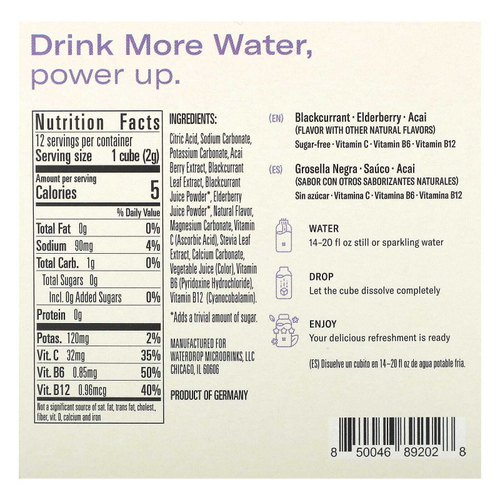 Drink More Water,
power up.
Nutrition Facts
12 servings per container
Serving size 1 cube (2g)
Amount per serving
Calories 5
% Daily Value
Total Fat 0g 0%
Sodium 90mg 4%
Total Carb. 1g 0%
Total Sugars 0g
Incl. 0g Added Sugars 0%
Protein 0g
Potas. 120mg 2%
Vit. C 32mg 35%
Vit. B6 0.85mg 50%
Vit. B12 0.96mcg 40%
Not a significant source of sat. fat, trans fat, cholest.,
fiber, vit. D, calcium and iron
INGREDIENTS:
Citric Acid, Sodium Carbonate,
Potassium Carbonate, Acai
Berry Extract, Blackcurrant
Leaf Extract, Blackcurrant
Juice Powder*, Elderberry
Juice Powder*, Natural Flavor,
Magnesium Carbonate, Vitamin
C (Ascorbic Acid), Stevia Leaf
Extract, Calcium Carbonate,
Vegetable Juice (Color), Vitamin
B6 (Pyridoxine Hydrochloride),
Vitamin B12 (Cyanocobalamin).
*Adds a trivial amount of sugar.
MANUFACTURED FOR
WATERDROP MICRODRINKS, LLC
CHICAGO, IL 60606
PRODUCT OF GERMANY
(EN) Blackcurrant · Elderberry · Acai
(FLAVOR WITH OTHER NATURAL FLAVORS)
Sugar-free · Vitamin C · Vitamin B6 · Vitamin B12
(ES) Grosella Negra · Saúco · Acai
(SABOR CON OTROS SABORIZANTES NATURALES)
Sin azúcar · Vitamina C · Vitamina B6 · Vitamina B12
WATER
14–20 fl oz still or sparkling water
DROP
Let the cube dissolve completely
ENJOY
Your delicious refreshment is ready
(ES) Disuelve un cubito en 14–20 fl oz de agua potable fría.
8 50046 89202 8